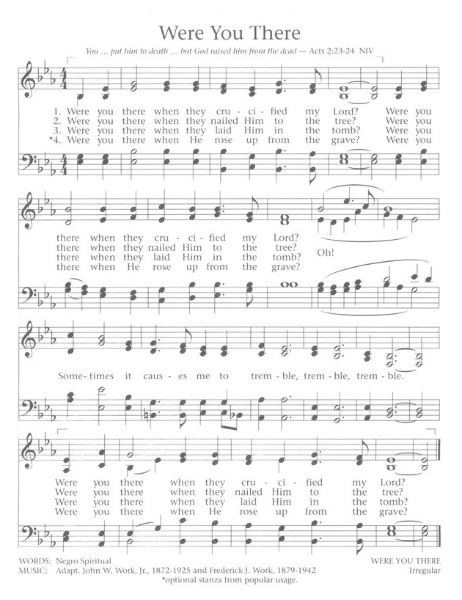 Were You There
You ... put him to death ... but God raised him from the dead — Acts 2:23-24 NIV
1. Were you there when they cru - ci - fied my Lord? Were you
2. Were you there when they nailed Him to the tree? Were you
3. Were you there when they laid Him in the tomb? Were you
*4. Were you there when He rose up from the grave? Were you
there when they cru - ci - fied my Lord?
there when they nailed Him to the tree?
there when they laid Him in the tomb?
there when He rose up from the grave?
Oh!
Some-times it caus - es me to trem-ble, trem-ble, trem-ble.
Were you there when they cru - ci - fied my Lord?
Were you there when they nailed Him to the tree?
Were you there when they laid Him in the tomb?
Were you there when He rose up from the grave?
WORDS: Negro Spiritual WERE YOU THERE
MUSIC: Adapt. John W. Work, Jr., 1872-1925 and Frederick J. Work, 1879-1942 Irregular
*optional stanza from popular usage.